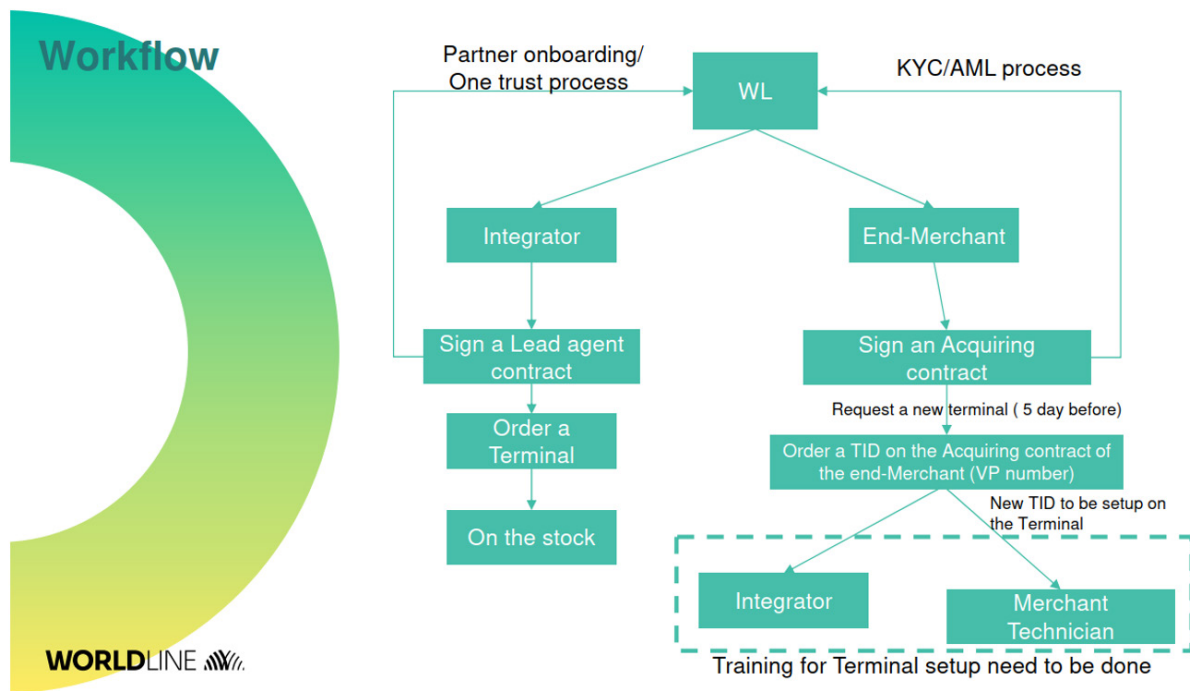 Workflow
Partner onboarding/
One trust process
WL
KYC/AML process
Integrator
End-Merchant
Sign a Lead agent
contract
Sign an Acquiring
contract
Request a new terminal ( 5 day before)
Order a
Terminal
Order a TID on the Acquiring contract of
the end-Merchant (VP number)
On the stock
New TID to be setup on
the Terminal
Integrator
Merchant
Technician
Training for Terminal setup need to be done
WORLDLINE